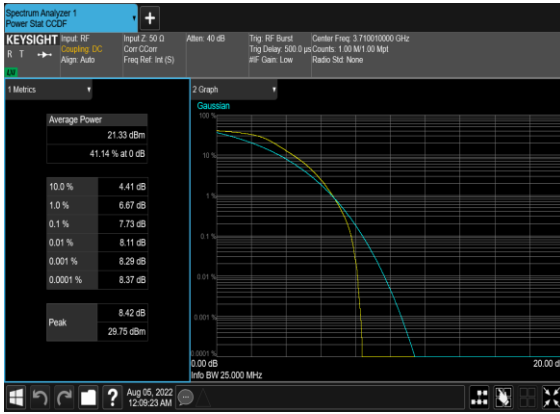 Spectrum Analyzer 1
Power Stat CCDF
+
KEYSIGHT Input: RF Input Z: 50 Ω Atten: 40 dB Trig: RF Burst Center Freq: 3.710010000 GHz
R T Coupling: DC Corr CCorr Trig Delay: 500.0 µs Counts: 1.00 M/1.00 Mpt
Align: Auto Freq Ref: Int (S) #IF Gain: Low Radio Std: None
1 Metrics
2 Graph
Average Power
21.33 dBm
41.14 % at 0 dB
10.0 % 4.41 dB
1.0 % 6.67 dB
0.1 % 7.73 dB
0.01 % 8.11 dB
0.001 % 8.29 dB
0.0001 % 8.37 dB
Peak
8.42 dB
29.75 dBm
Gaussian
100 %
10 %
1 %
0.1 %
0.01 %
0.001 %
0.0001 %
0.00 dB 20.00 d
Info BW 25.000 MHz
? Aug 05, 2022
12:09:23 AM